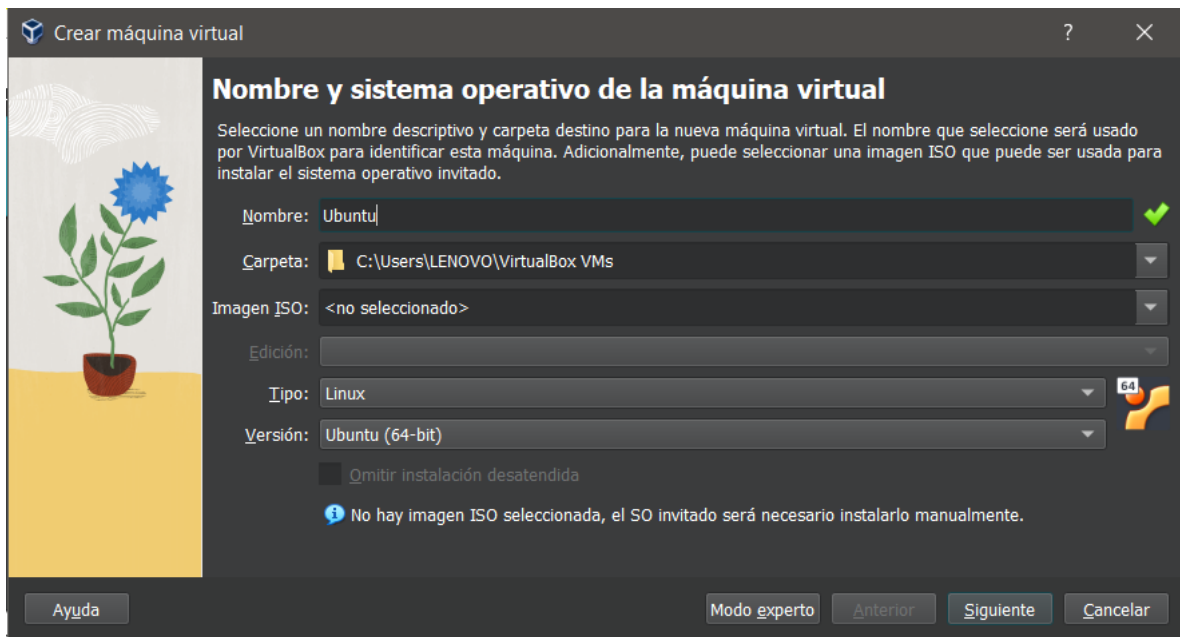 Crear máquina virtual
?
Nombre y sistema operativo de la máquina virtual
Seleccione un nombre descriptivo y carpeta destino para la nueva máquina virtual. El nombre que seleccione será usado
por VirtualBox para identificar esta máquina. Adicionalmente, puede seleccionar una imagen ISO que puede ser usada para
instalar el sistema operativo invitado.
Nombre: Ubuntu
Carpeta: C:\Users\LENOVO\VirtualBox VMs
Imagen ISO: <no seleccionado>
Edición:
Tipo: Linux
64
Versión: Ubuntu (64-bit)
Omitir instalación desatendida
No hay imagen ISO seleccionada, el SO invitado será necesario instalarlo manualmente.
Ayuda Modo experto Anterior Siguiente Cancelar